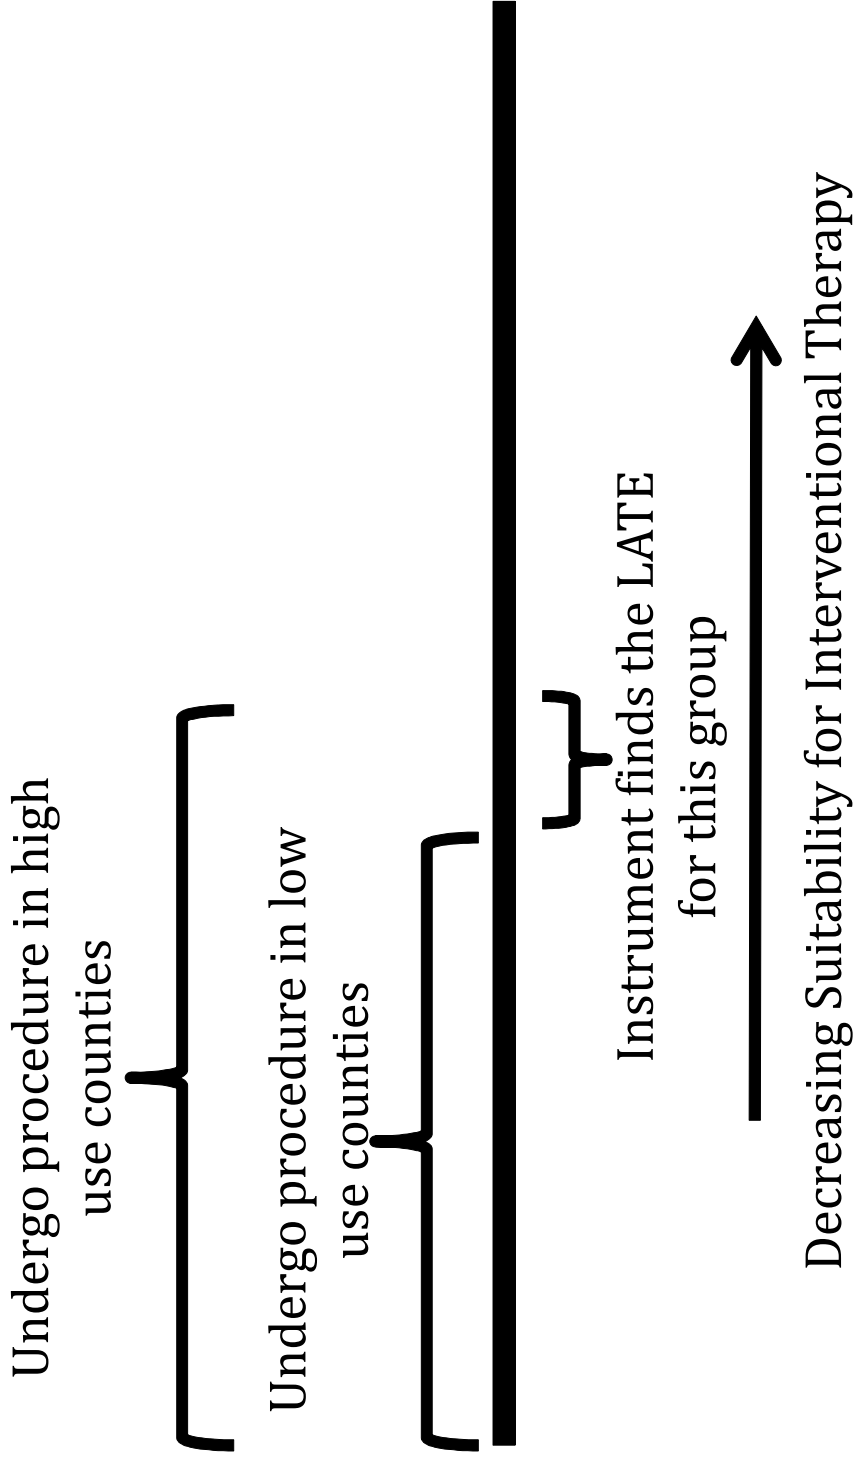 Undergo procedure in high
use counties
Undergo procedure in low
use counties
Instrument finds the LATE
for this group
Decreasing Suitability for Interventional Therapy